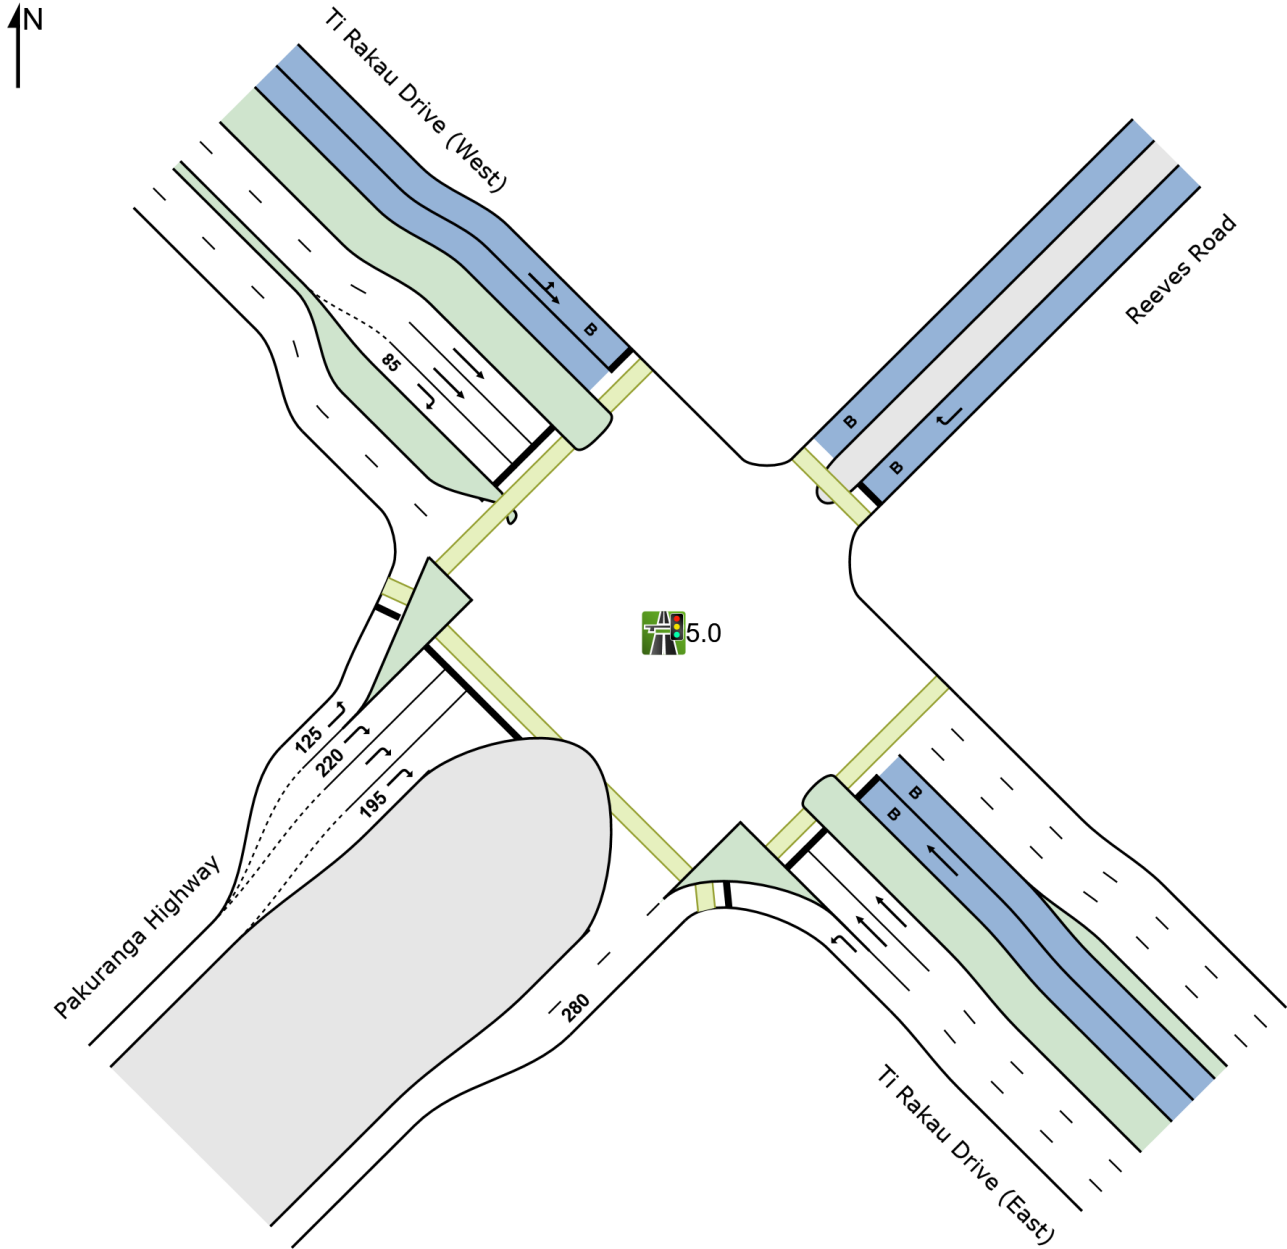 N
Ti Rakau Drive (West)
Reeves Road
B
85
B
B
5.0
125
220
195
B
B
Pakuranga Highway
280
Ti Rakau Drive (East)